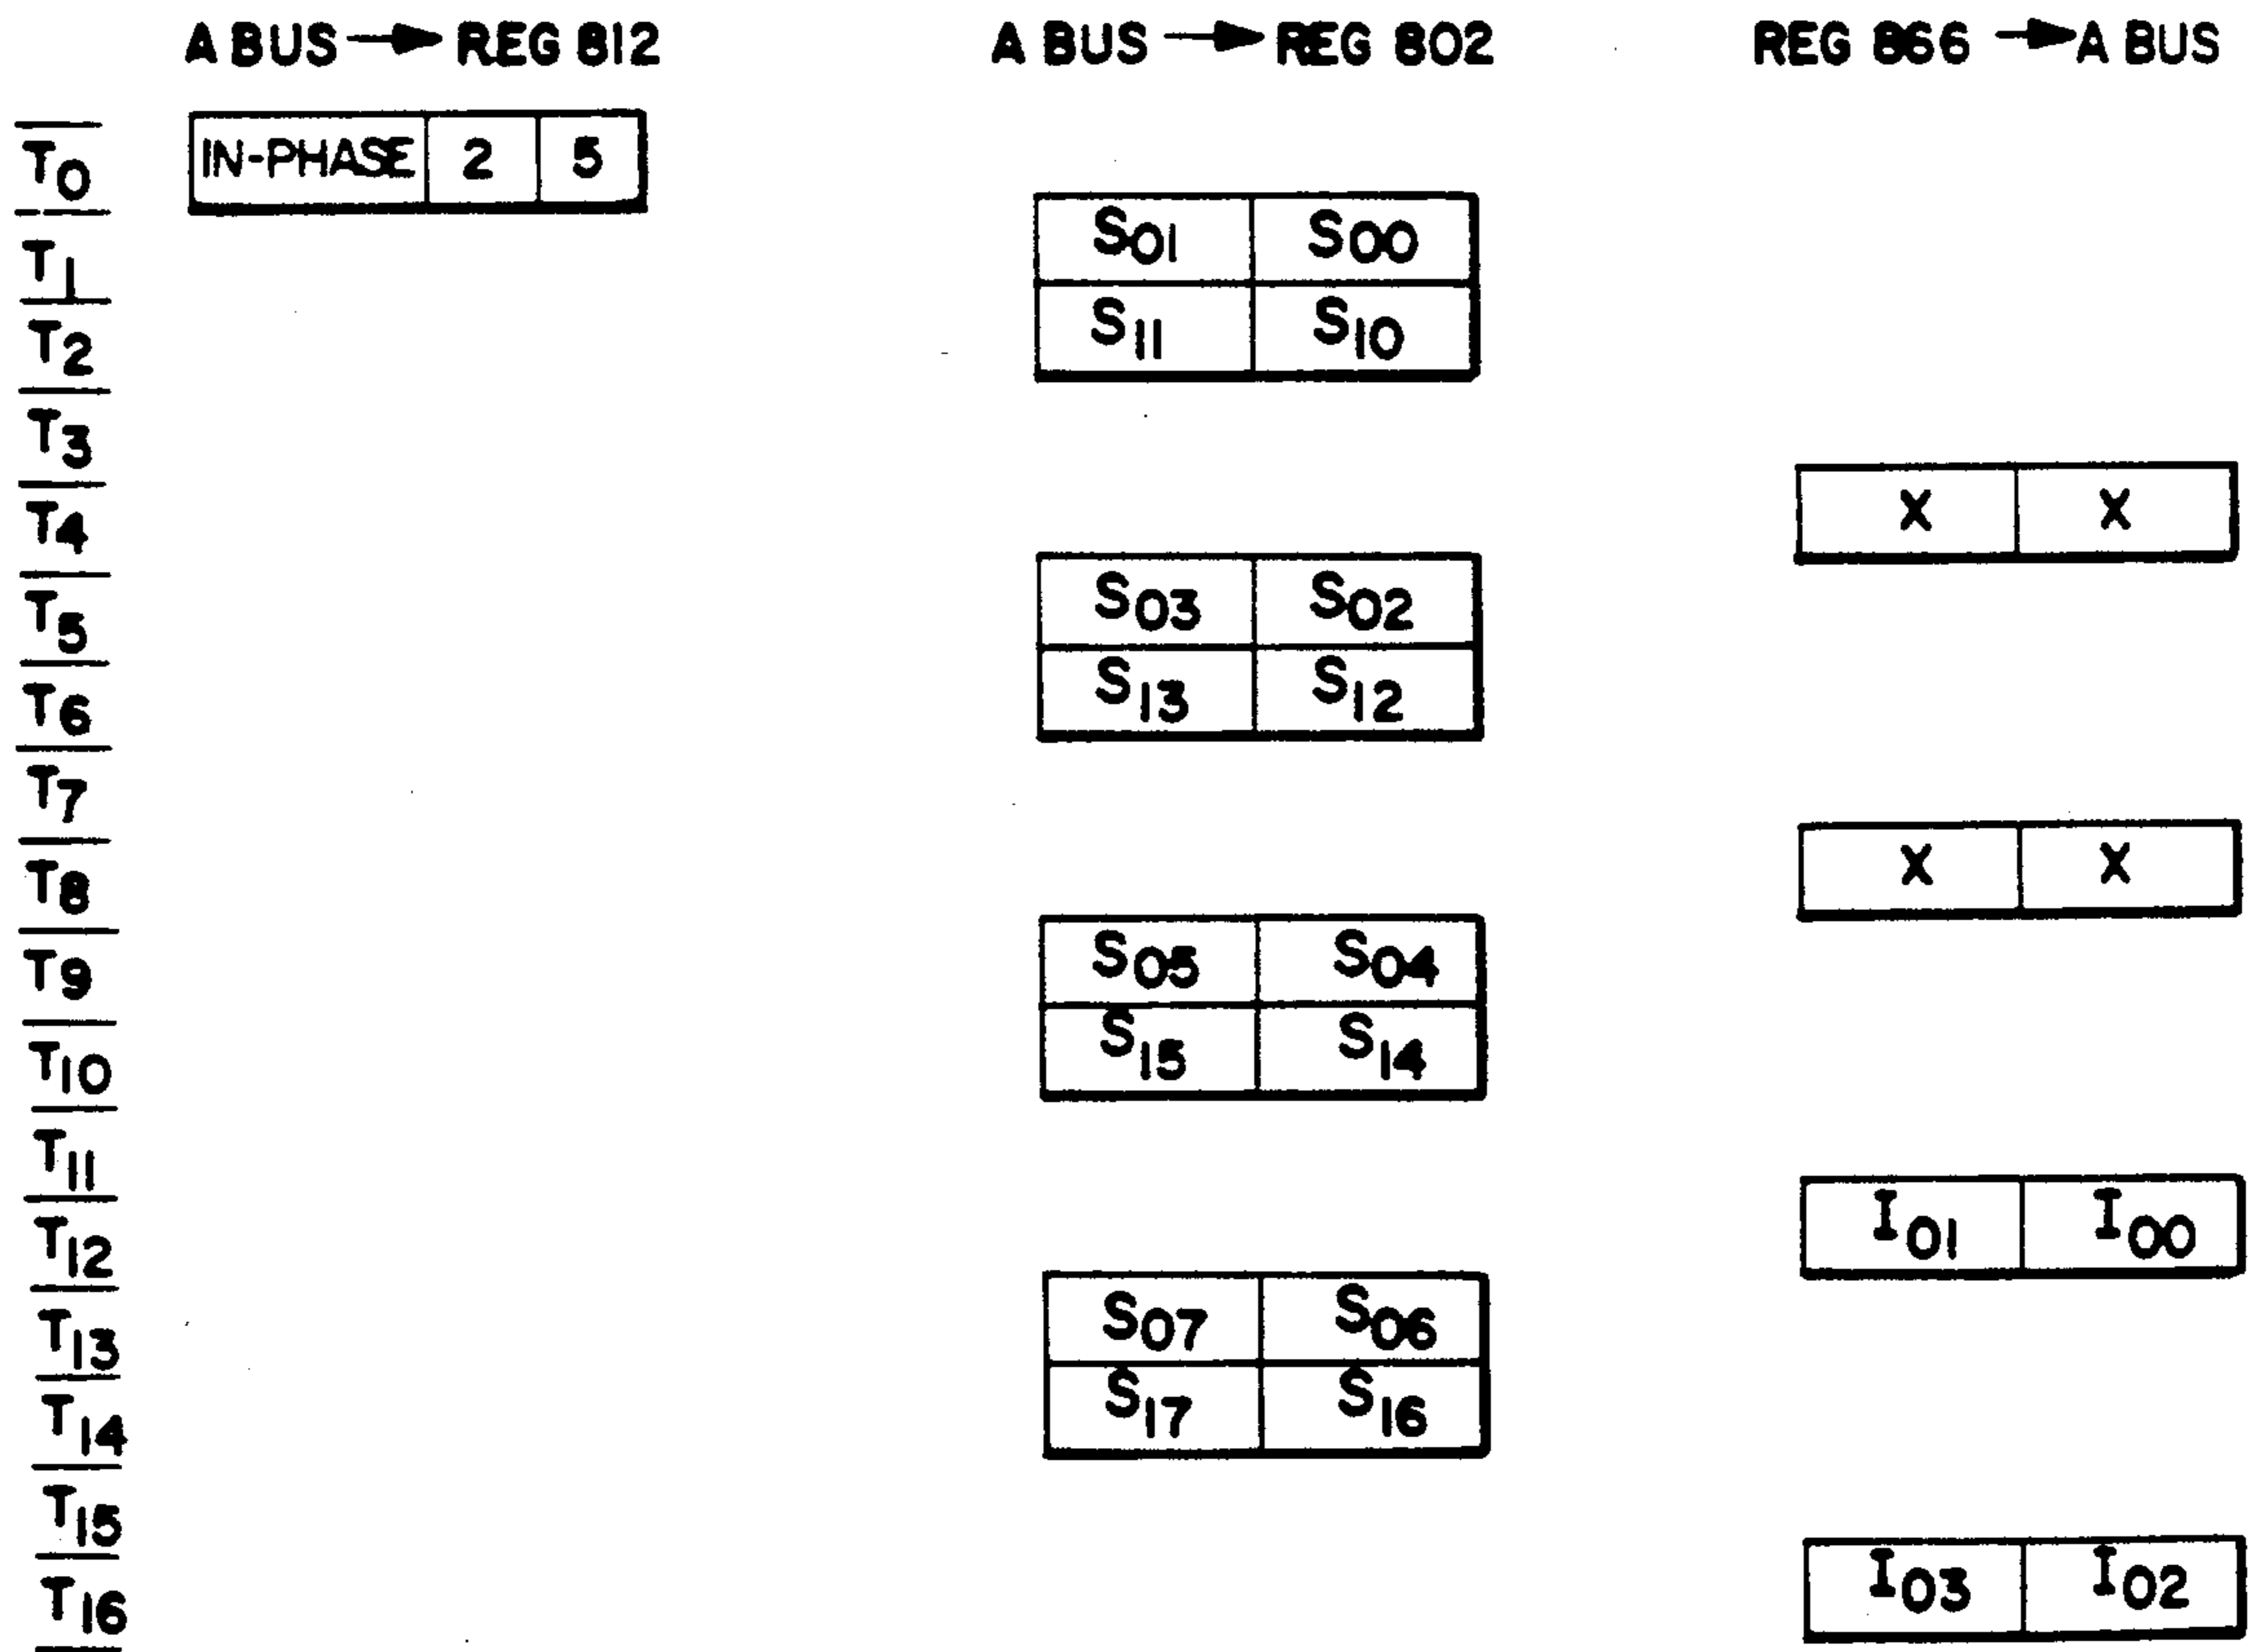 A BUS → REG 812 A BUS → REG 802 REG 866 → A BUS
T0 IN-PHASE 2 5
T1 S01 S00
T2 S11 S10
T3
T4 X X
T5 S03 S02
T6 S13 S12
T7
T8 X X
T9 S05 S04
T10 S15 S14
T11
T12 I01 I00
T13 S07 S06
T14 S17 S16
T15
T16 I03 I02